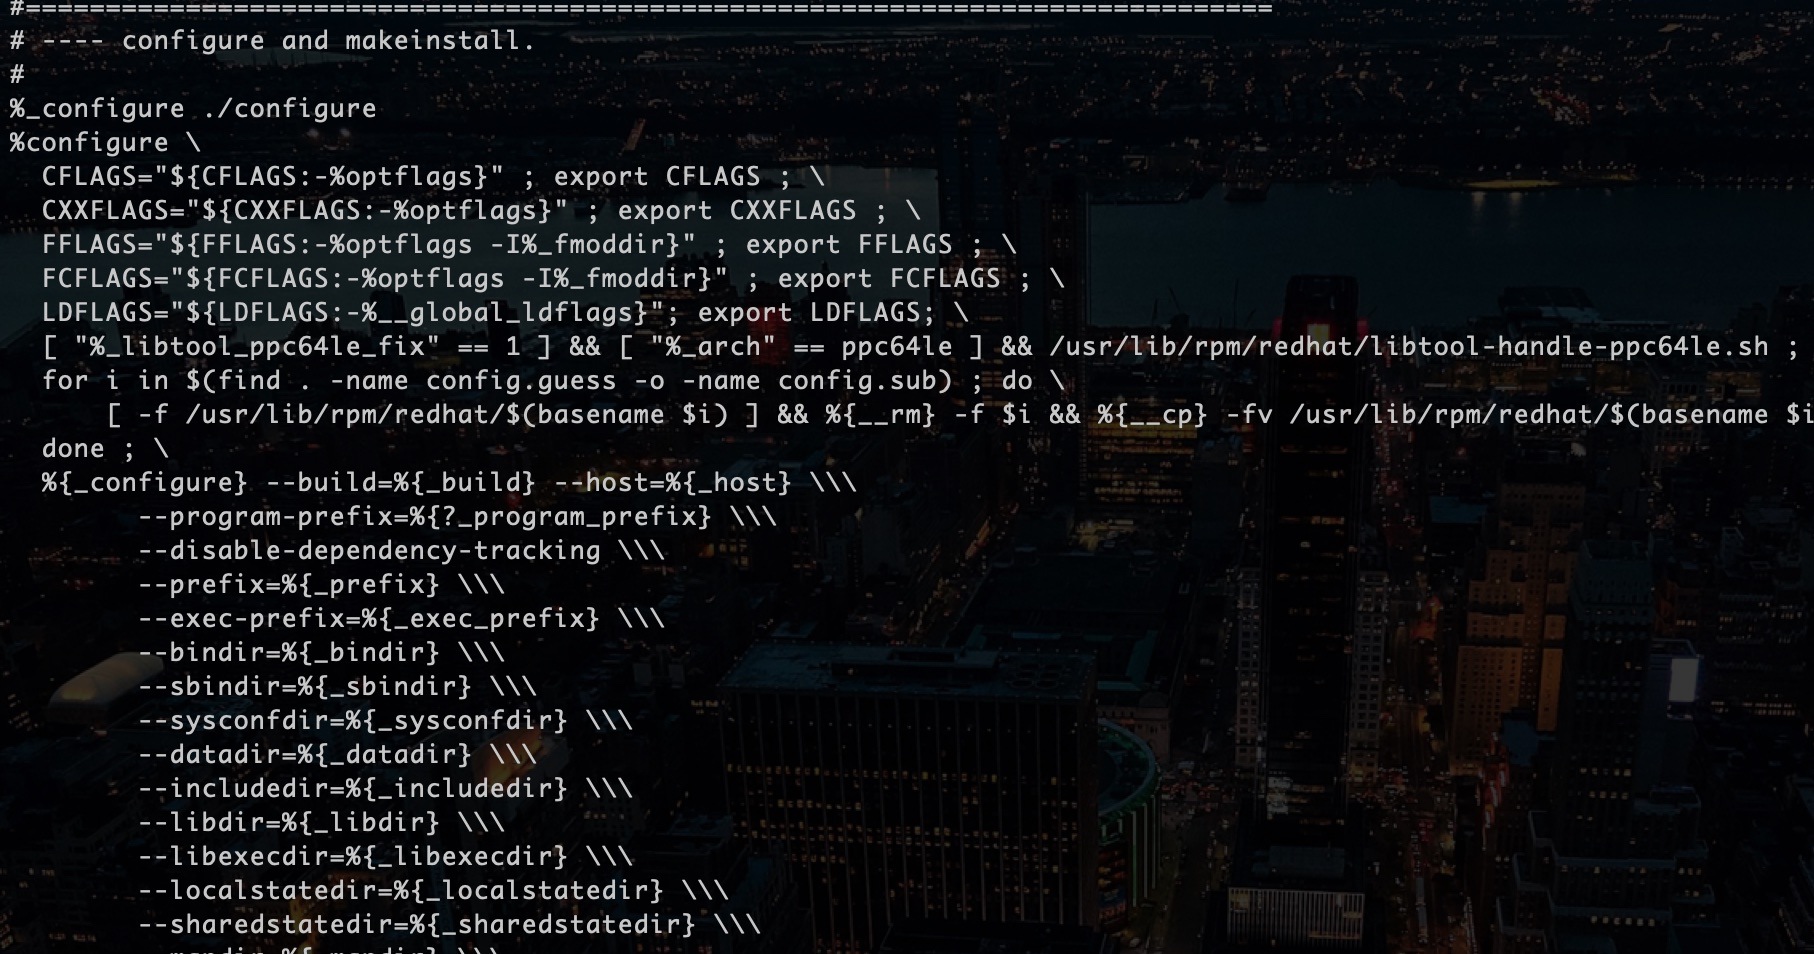 #==============================================================================
# ---- configure and makeinstall.
#
%_configure ./configure
%configure \
  CFLAGS="${CFLAGS:-%optflags}" ; export CFLAGS ; \
  CXXFLAGS="${CXXFLAGS:-%optflags}" ; export CXXFLAGS ; \
  FFLAGS="${FFLAGS:-%optflags -I%_fmoddir}" ; export FFLAGS ; \
  FCFLAGS="${FCFLAGS:-%optflags -I%_fmoddir}" ; export FCFLAGS ; \
  LDFLAGS="${LDFLAGS:-%__global_ldflags}"; export LDFLAGS; \
  [ "%_libtool_ppc64le_fix" == 1 ] && [ "%_arch" == ppc64le ] && /usr/lib/rpm/redhat/libtool-handle-ppc64le.sh ;
  for i in $(find . -name config.guess -o -name config.sub) ; do \
      [ -f /usr/lib/rpm/redhat/$(basename $i) ] && %{__rm} -f $i && %{__cp} -fv /usr/lib/rpm/redhat/$(basename $i
  done ; \
  %{_configure} --build=%{_build} --host=%{_host} \\\
        --program-prefix=%{?_program_prefix} \\\
        --disable-dependency-tracking \\\
        --prefix=%{_prefix} \\\
        --exec-prefix=%{_exec_prefix} \\\
        --bindir=%{_bindir} \\\
        --sbindir=%{_sbindir} \\\
        --sysconfdir=%{_sysconfdir} \\\
        --datadir=%{_datadir} \\\
        --includedir=%{_includedir} \\\
        --libdir=%{_libdir} \\\
        --libexecdir=%{_libexecdir} \\\
        --localstatedir=%{_localstatedir} \\\
        --sharedstatedir=%{_sharedstatedir} \\\